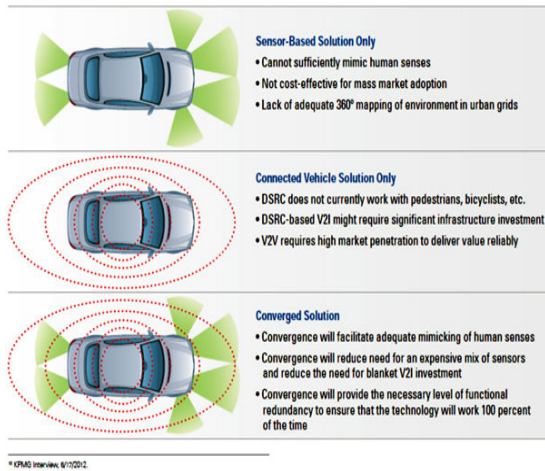 Sensor-Based Solution Only
• Cannot sufficiently mimic human senses
• Not cost-effective for mass market adoption
• Lack of adequate 360º mapping of environment in urban grids
Connected Vehicle Solution Only
• DSRC does not currently work with pedestrians, bicyclists, etc.
• DSRC-based V2I might require significant infrastructure investment
• V2V requires high market penetration to deliver value reliably
Converged Solution
• Convergence will facilitate adequate mimicking of human senses
• Convergence will reduce need for an expensive mix of sensors
and reduce the need for blanket V2I investment
• Convergence will provide the necessary level of functional
redundancy to ensure that the technology will work 100 percent
of the time
KPMG Interview, 6/17/2012.